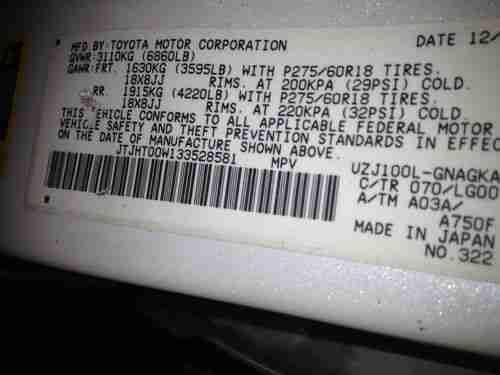 MFD BY: TOYOTA MOTOR CORPORATION DATE 12/
GVWR: 3110KG (6860LB)
GAWR: FRT. 1630KG (3595LB) WITH P275/60R18 TIRES.
18X8JJ RIMS. AT 200KPA (29PSI) COLD.
RR. 1915KG (4220LB) WITH P275/60R18 TIRES.
18X8JJ RIMS. AT 220KPA (32PSI) COLD.
THIS VEHICLE CONFORMS TO ALL APPLICABLE FEDERAL MOTOR
VEHICLE SAFETY AND THEFT PREVENTION STANDARDS IN EFFEC
ON THE DATE OF MANUFACTURE SHOWN ABOVE.
JTJHT00W133528581 MPV
UZJ100L-GNAGKA
C/TR 070/LG00
A/TM A03A/
A750F
MADE IN JAPAN
NO.322